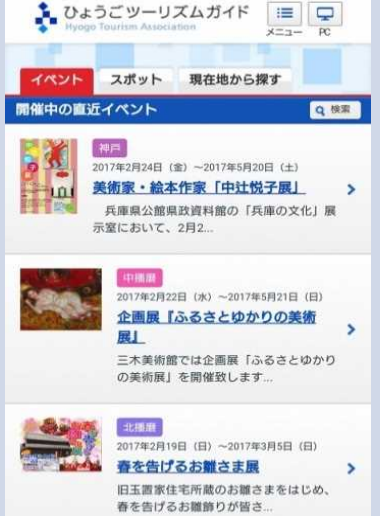 ひょうごツーリズムガイド
Hyogo Tourism Association
メニュー
PC
イベント
スポット
現在地から探す
開催中の直近イベント
検索
神戸
2017年2月24日（金）～2017年5月20日（土）
美術家・絵本作家「中辻悦子展」
兵庫県公館県政資料館の「兵庫の文化」展
示室において、2月2...
中播磨
2017年2月22日（水）～2017年5月21日（日）
企画展『ふるさとゆかりの美術
展』
三木美術館では企画展「ふるさとゆかり
の美術展」を開催致します...
北播磨
2017年2月19日（日）～2017年3月5日（日）
春を告げるお雛さま展
旧玉置家住宅所蔵のお雛さまをはじめ、
春を告げるお雛飾りが皆さ...